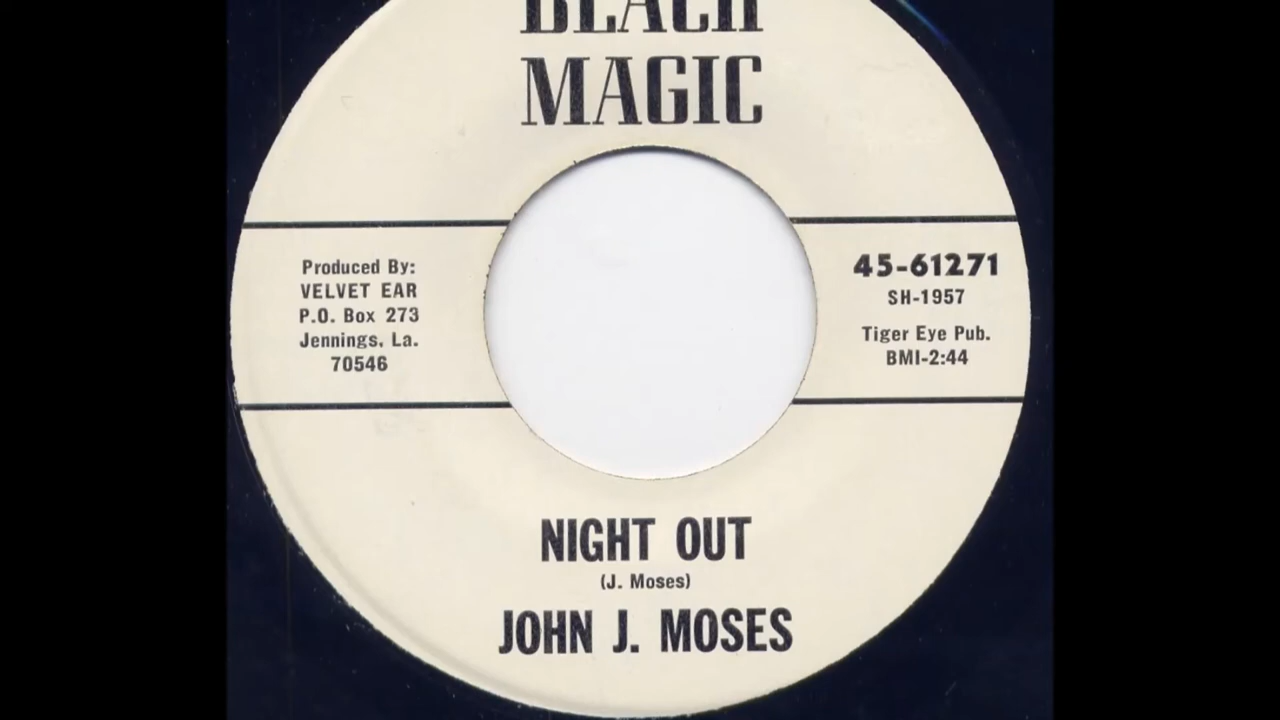 BLACK
MAGIC
Produced By:
VELVET EAR
P.O. Box 273
Jennings, La.
70546
45-61271
SH-1957
Tiger Eye Pub.
BMI-2:44
NIGHT OUT
(J. Moses)
JOHN J. MOSES